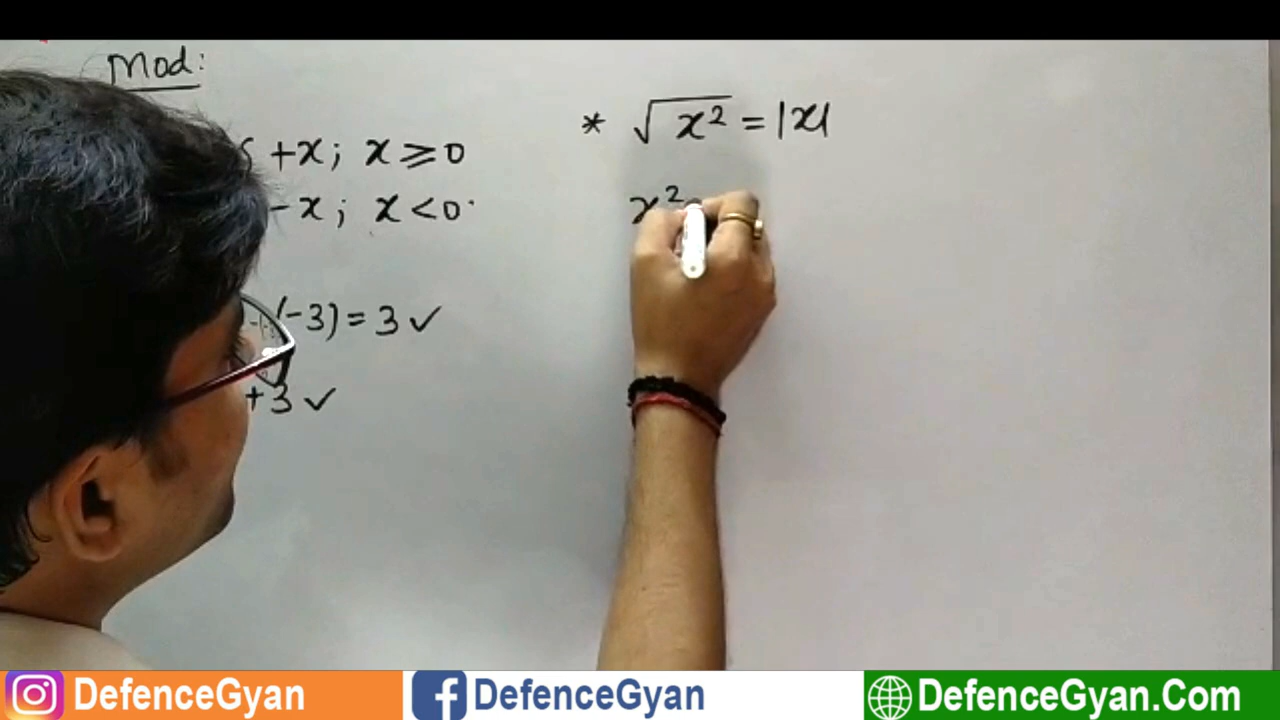 Mod:
+x; x ≥ 0
-x; x < 0
(-3) = 3 ✓
+3 ✓
* √x² = |x|
x²
DefenceGyan
DefenceGyan
DefenceGyan.Com